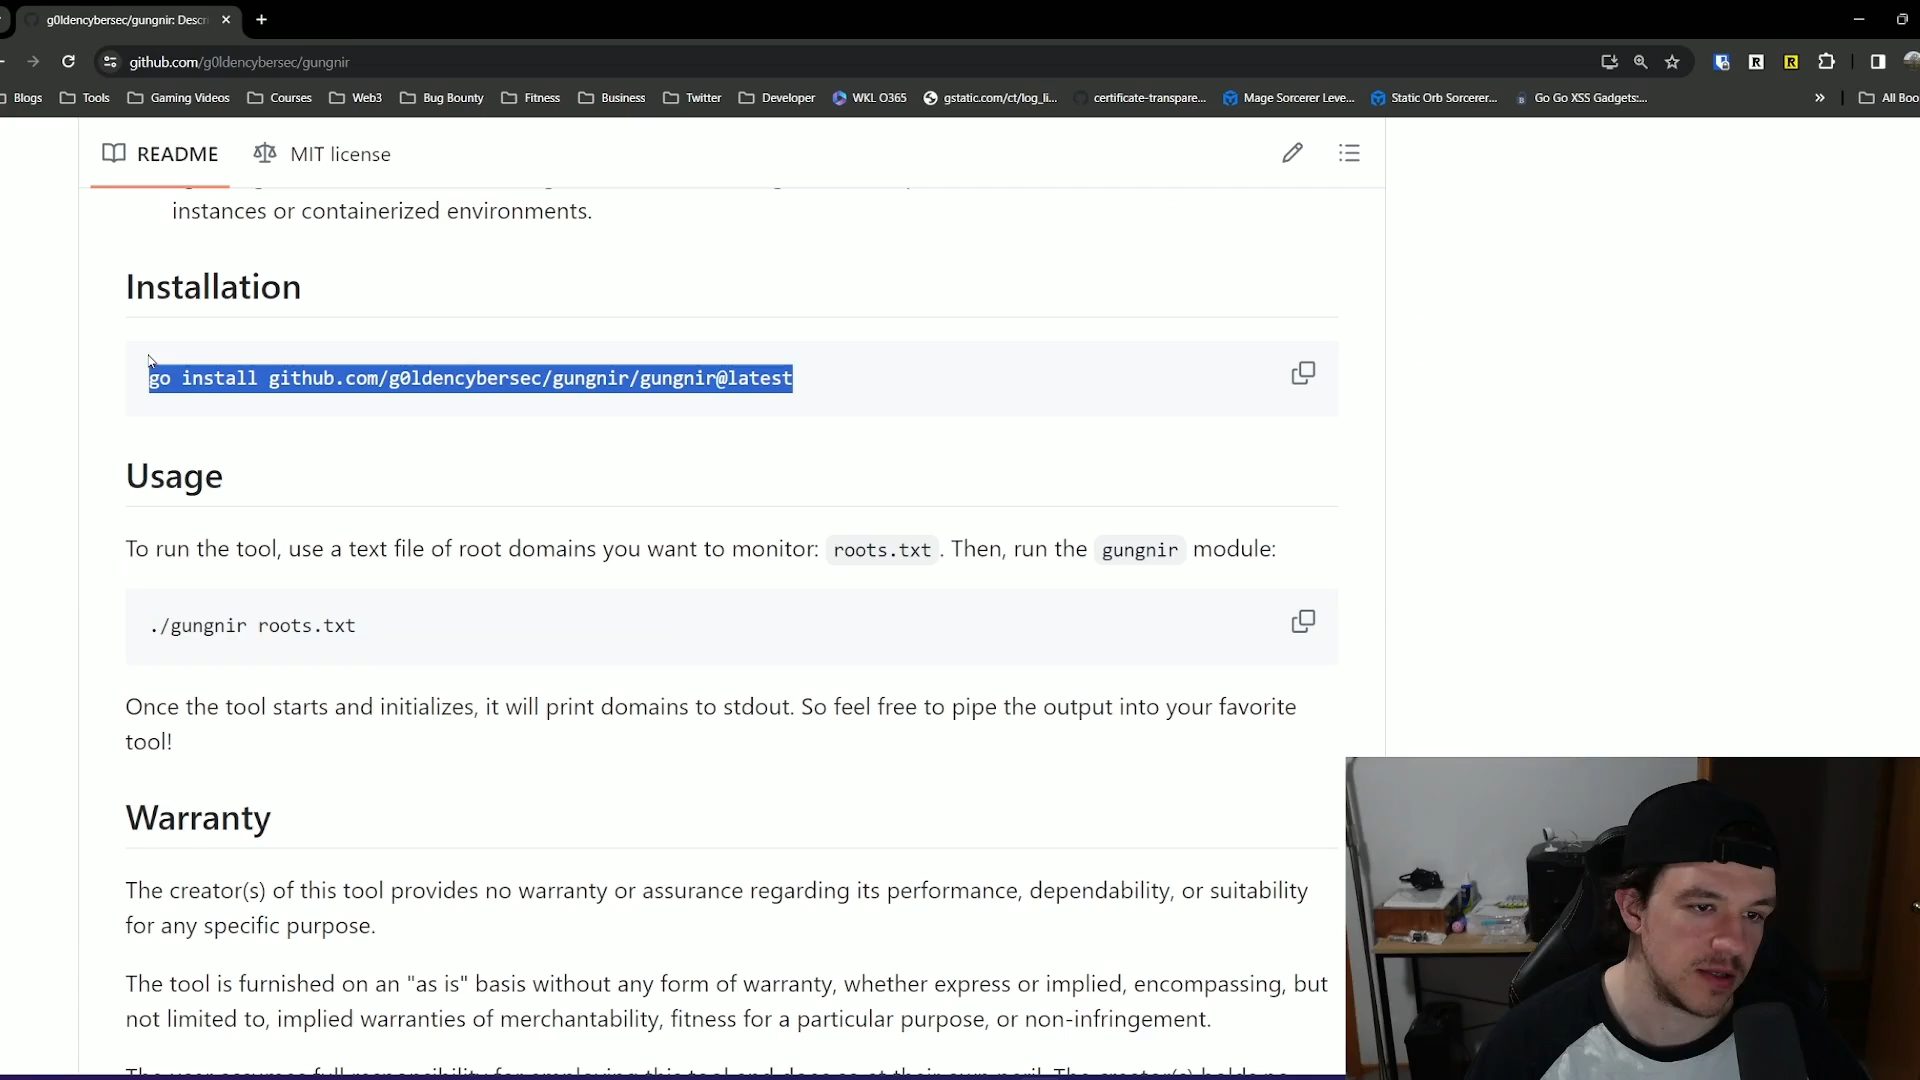 g0ldencybersec/gungnir: Descr
github.com/g0ldencybersec/gungnir
Blogs Tools Gaming Videos Courses Web3 Bug Bounty Fitness Business Twitter Developer WKL O365 gstatic.com/ct/log_li... certificate-transpare... Mage Sorcerer Leve... Static Orb Sorcerer... Go Go XSS Gadgets:... » All Boo
README MIT license
instances or containerized environments.
Installation
go install github.com/g0ldencybersec/gungnir/gungnir@latest
Usage
To run the tool, use a text file of root domains you want to monitor: roots.txt . Then, run the gungnir module:
./gungnir roots.txt
Once the tool starts and initializes, it will print domains to stdout. So feel free to pipe the output into your favorite
tool!
Warranty
The creator(s) of this tool provides no warranty or assurance regarding its performance, dependability, or suitability
for any specific purpose.
The tool is furnished on an "as is" basis without any form of warranty, whether express or implied, encompassing, but
not limited to, implied warranties of merchantability, fitness for a particular purpose, or non-infringement.